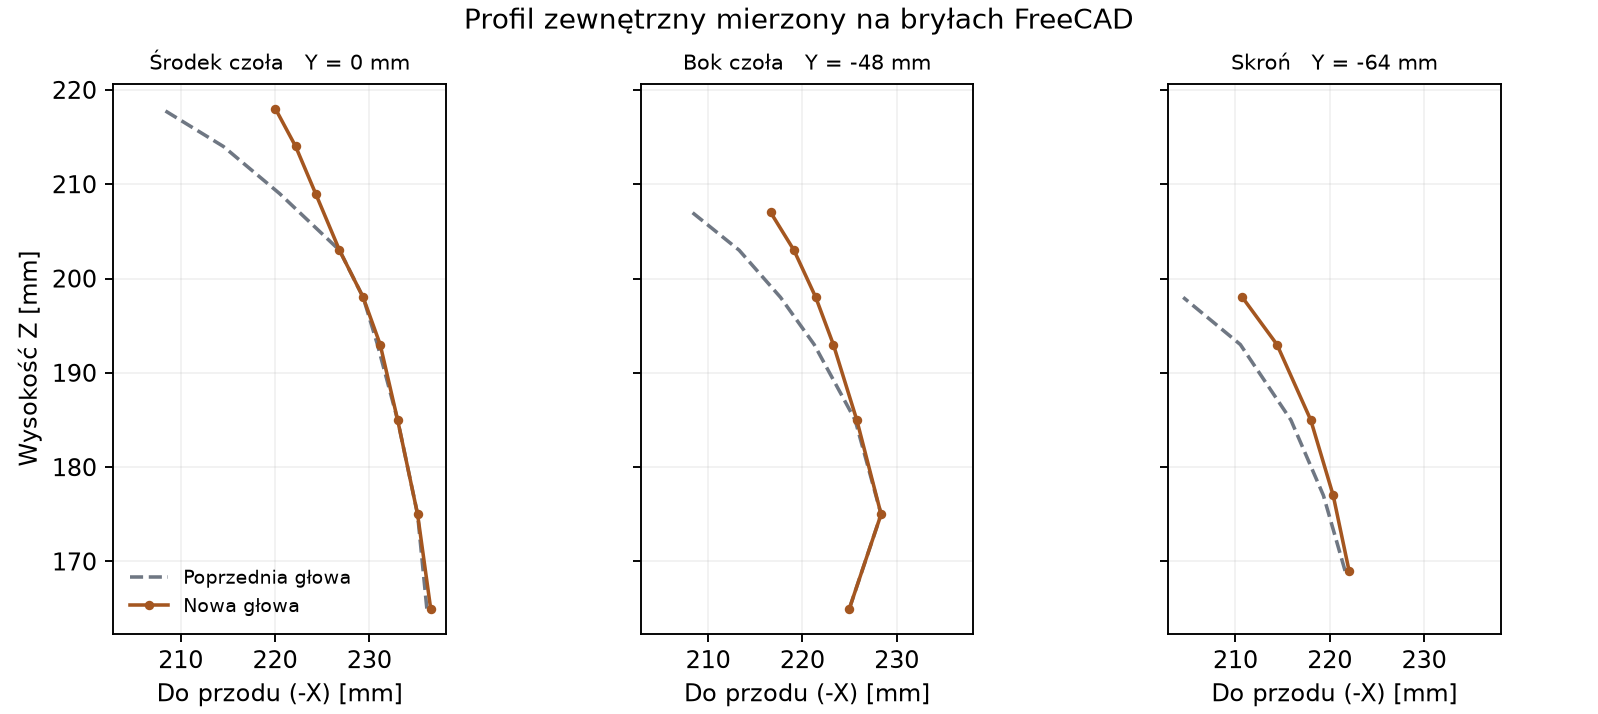 Profil zewnętrzny mierzony na bryłach FreeCAD
Środek czoła   Y = 0 mm
Bok czoła   Y = -48 mm
Skroń   Y = -64 mm
Wysokość Z [mm]
220
210
200
190
180
170
Poprzednia głowa
Nowa głowa
210 220 230
210 220 230
210 220 230
Do przodu (-X) [mm]
Do przodu (-X) [mm]
Do przodu (-X) [mm]